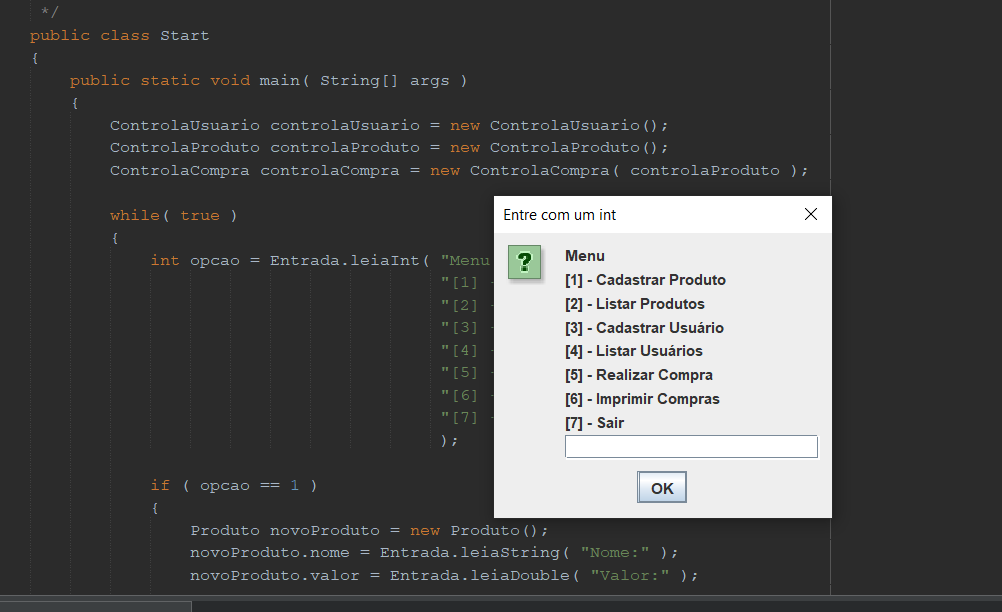 */
public class Start
{
public static void main( String[] args )
{
ControlaUsuario controlaUsuario = new ControlaUsuario();
ControlaProduto controlaProduto = new ControlaProduto();
ControlaCompra controlaCompra = new ControlaCompra( controlaProduto );
while( true )
{
int opcao = Entrada.leiaInt( "Menu
"[1] -
"[2] -
"[3] -
"[4] -
"[5] -
"[6] -
"[7] -
);
if ( opcao == 1 )
{
Produto novoProduto = new Produto();
novoProduto.nome = Entrada.leiaString( "Nome:" );
novoProduto.valor = Entrada.leiaDouble( "Valor:" );
Entre com um int
?
Menu
[1] - Cadastrar Produto
[2] - Listar Produtos
[3] - Cadastrar Usuário
[4] - Listar Usuários
[5] - Realizar Compra
[6] - Imprimir Compras
[7] - Sair
OK